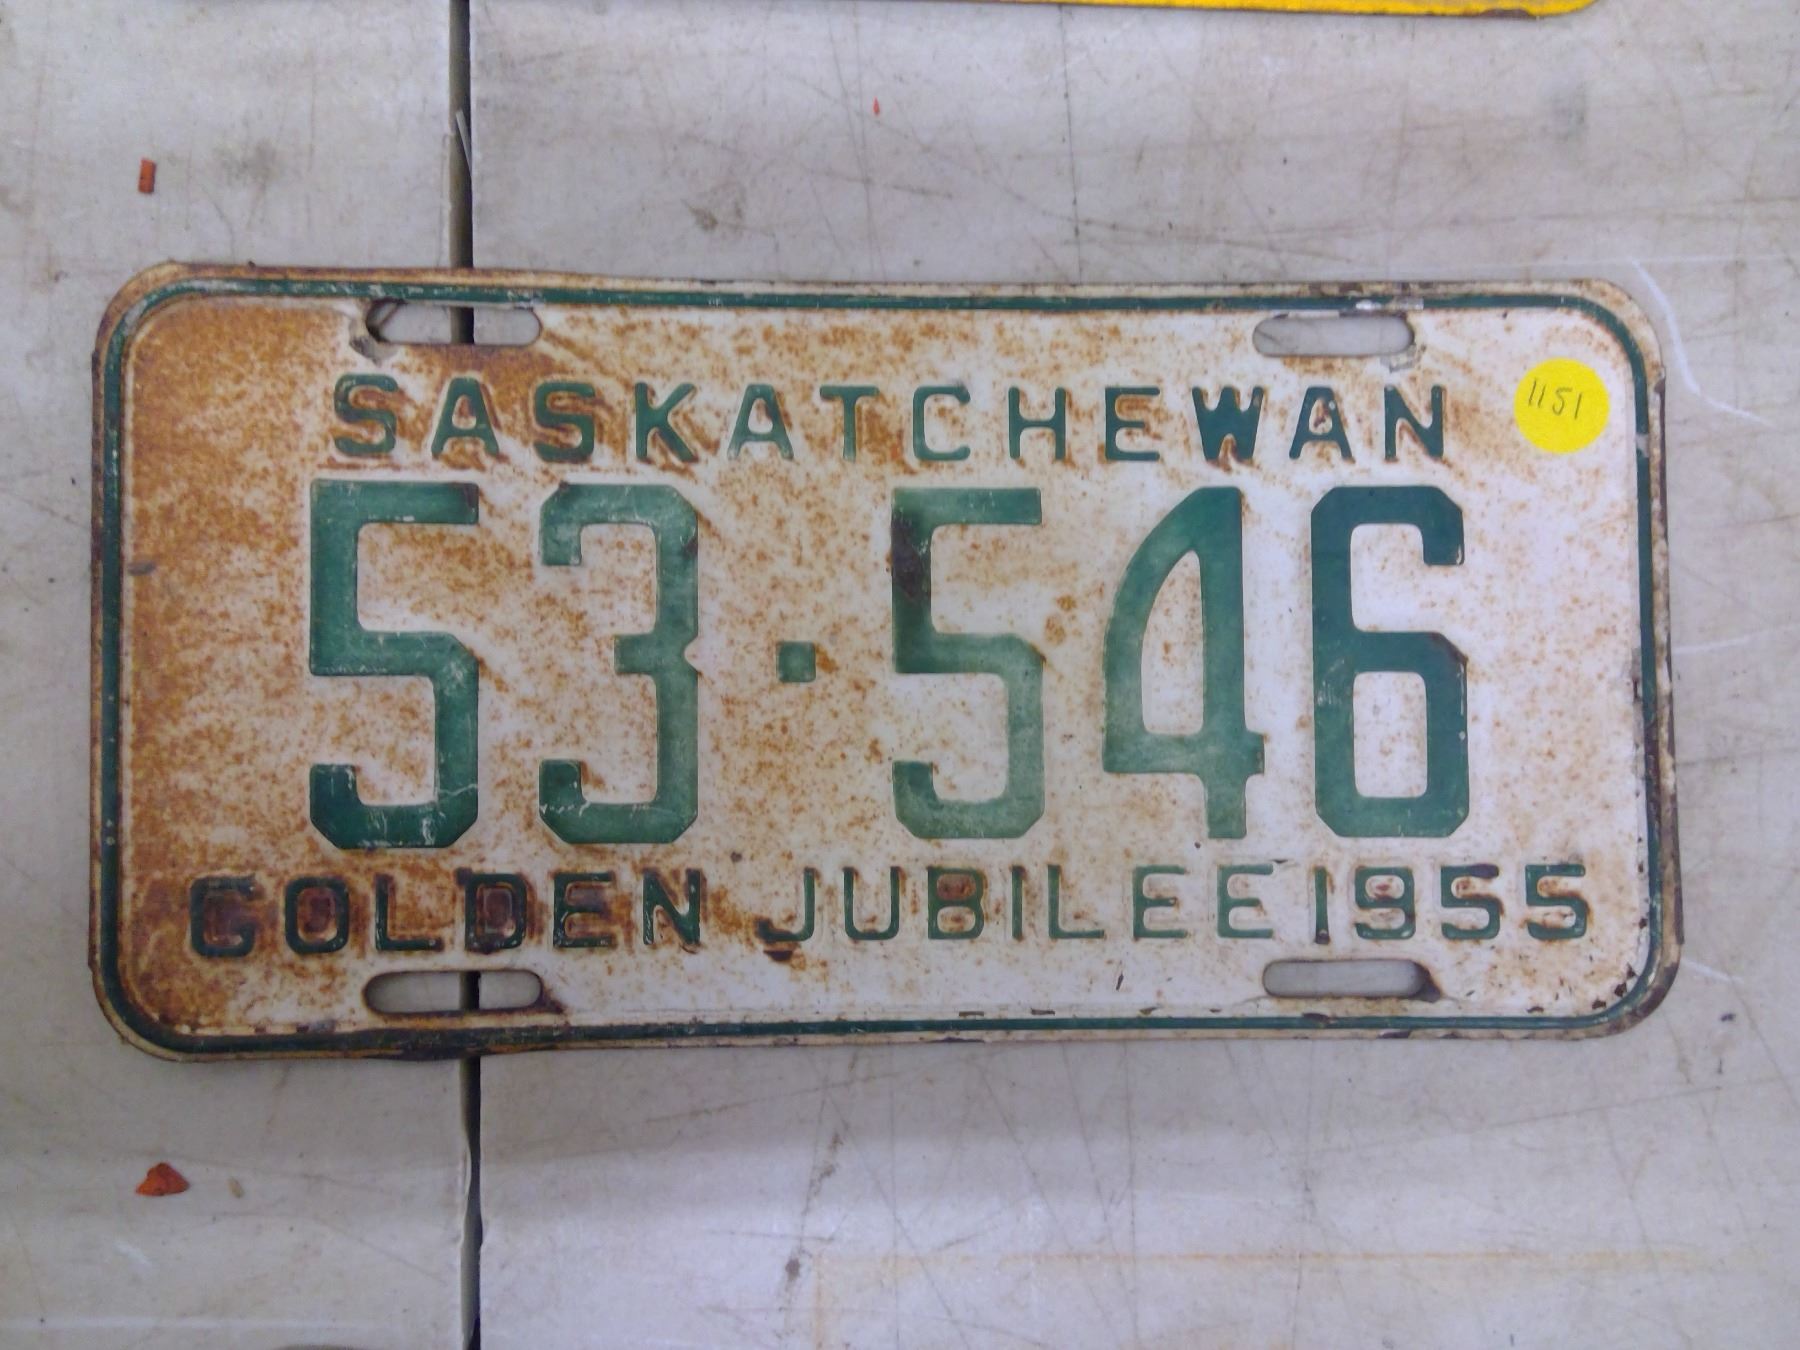 SASKATCHEWAN
1151
53·546
GOLDEN JUBILEE 1955